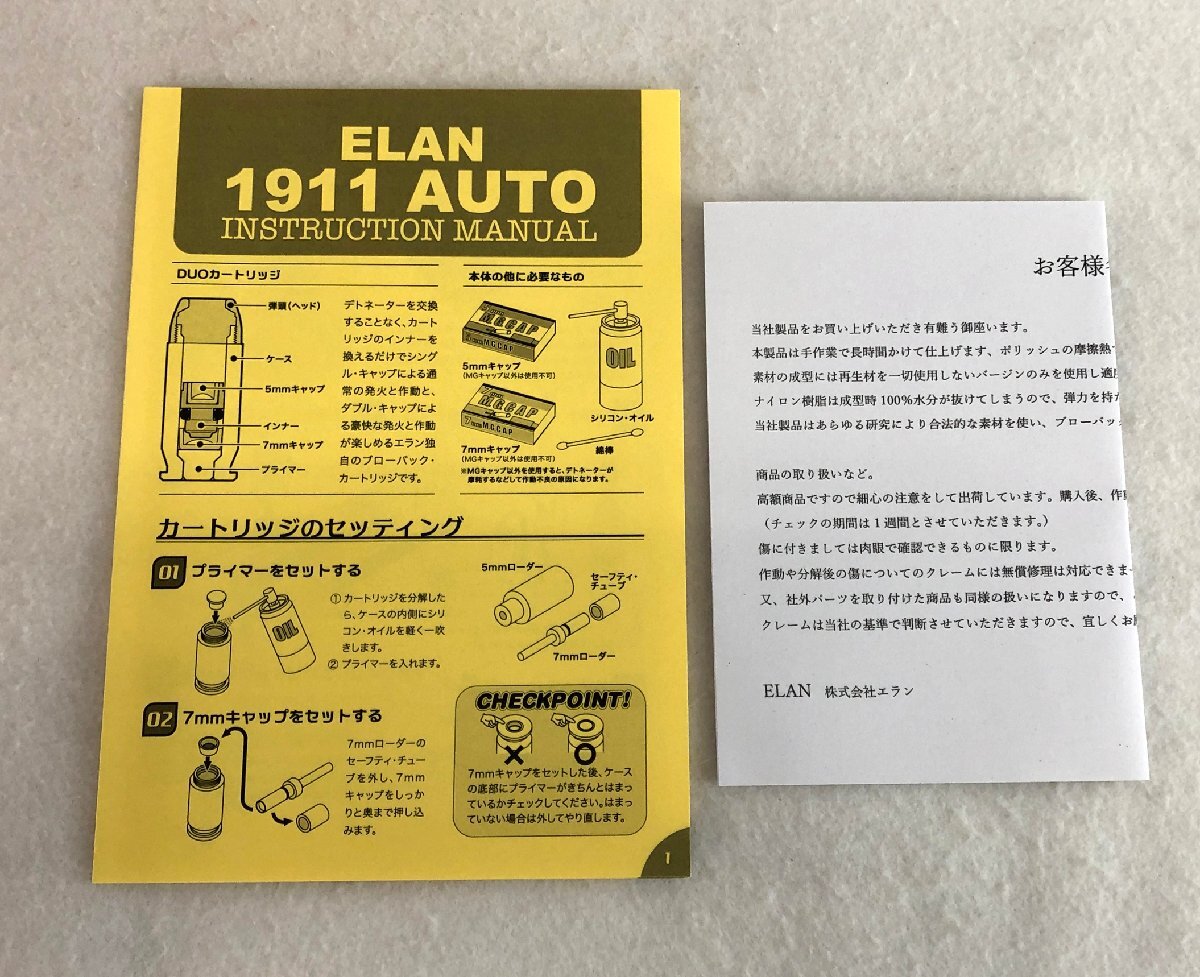 ELAN
1911 AUTO
INSTRUCTION MANUAL
DUOカートリッジ
弾頭(ヘッド)
ケース
5mmキャップ
インナー
7mmキャップ
プライマー
デトネーターを交換
することなく、カート
リッジのインナーを
換えるだけでシング
ル・キャップによる通
常の発火と作動と、
ダブル・キャップによ
る豪快な発火と作動
が楽しめるエラン独
自のブローバック・
カートリッジです。
本体の他に必要なもの
MGCAP
MGCAP
5mmキャップ
(MGキャップ以外は使用不可)
MGCAP
7mmMGCAP
7mmキャップ
(MGキャップ以外は使用不可)
OIL
シリコン・オイル
綿棒
※MGキャップ以外を使用すると、デトネーターが
摩耗するなどして作動不良の原因になります。
カートリッジのセッティング
01 プライマーをセットする
OIL
① カートリッジを分解した
ら、ケースの内側にシリ
コン・オイルを軽く一吹
きします。
② プライマーを入れます。
5mmローダー
セーフティ・
チューブ
7mmローダー
02 7mmキャップをセットする
7mmローダーの
セーフティ・チュー
ブを外し、7mm
キャップをしっか
りと奥まで押し込
みます。
CHECKPOINT!
7mmキャップをセットした後、ケース
の底部にプライマーがきちんとはまっ
ているかチェックしてください。はまっ
ていない場合は外してやり直します。
1
お客様
当社製品をお買い上げいただき有難う御座います。
本製品は手作業で長時間かけて仕上げます、ポリッシュの摩擦熱
素材の成型には再生材を一切使用しないバージンのみを使用し適
ナイロン樹脂は成型時100%水分が抜けてしまうので、弾力を持
当社製品はあらゆる研究により合法的な素材を使い、ブローバッ
商品の取り扱いなど。
高額商品ですので細心の注意をして出荷しています。購入後、作
(チェックの期間は1週間とさせていただきます。)
傷に付きましては肉眼で確認できるものに限ります。
作動や分解後の傷についてのクレームには無償修理は対応できま
又、社外パーツを取り付けた商品も同様の扱いになりますので、
クレームは当社の基準で判断させていただきますので、宜しくお
ELAN 株式会社エラン